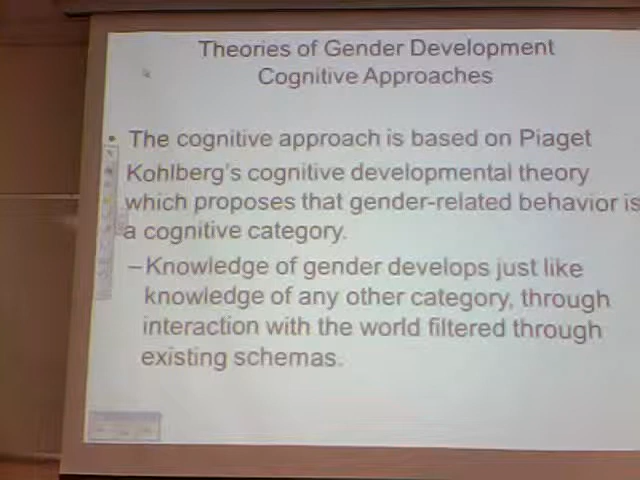 Theories of Gender Development
Cognitive Approaches
• The cognitive approach is based on Piaget
Kohlberg's cognitive developmental theory
which proposes that gender-related behavior is
a cognitive category.
–Knowledge of gender develops just like
knowledge of any other category, through
interaction with the world filtered through
existing schemas.